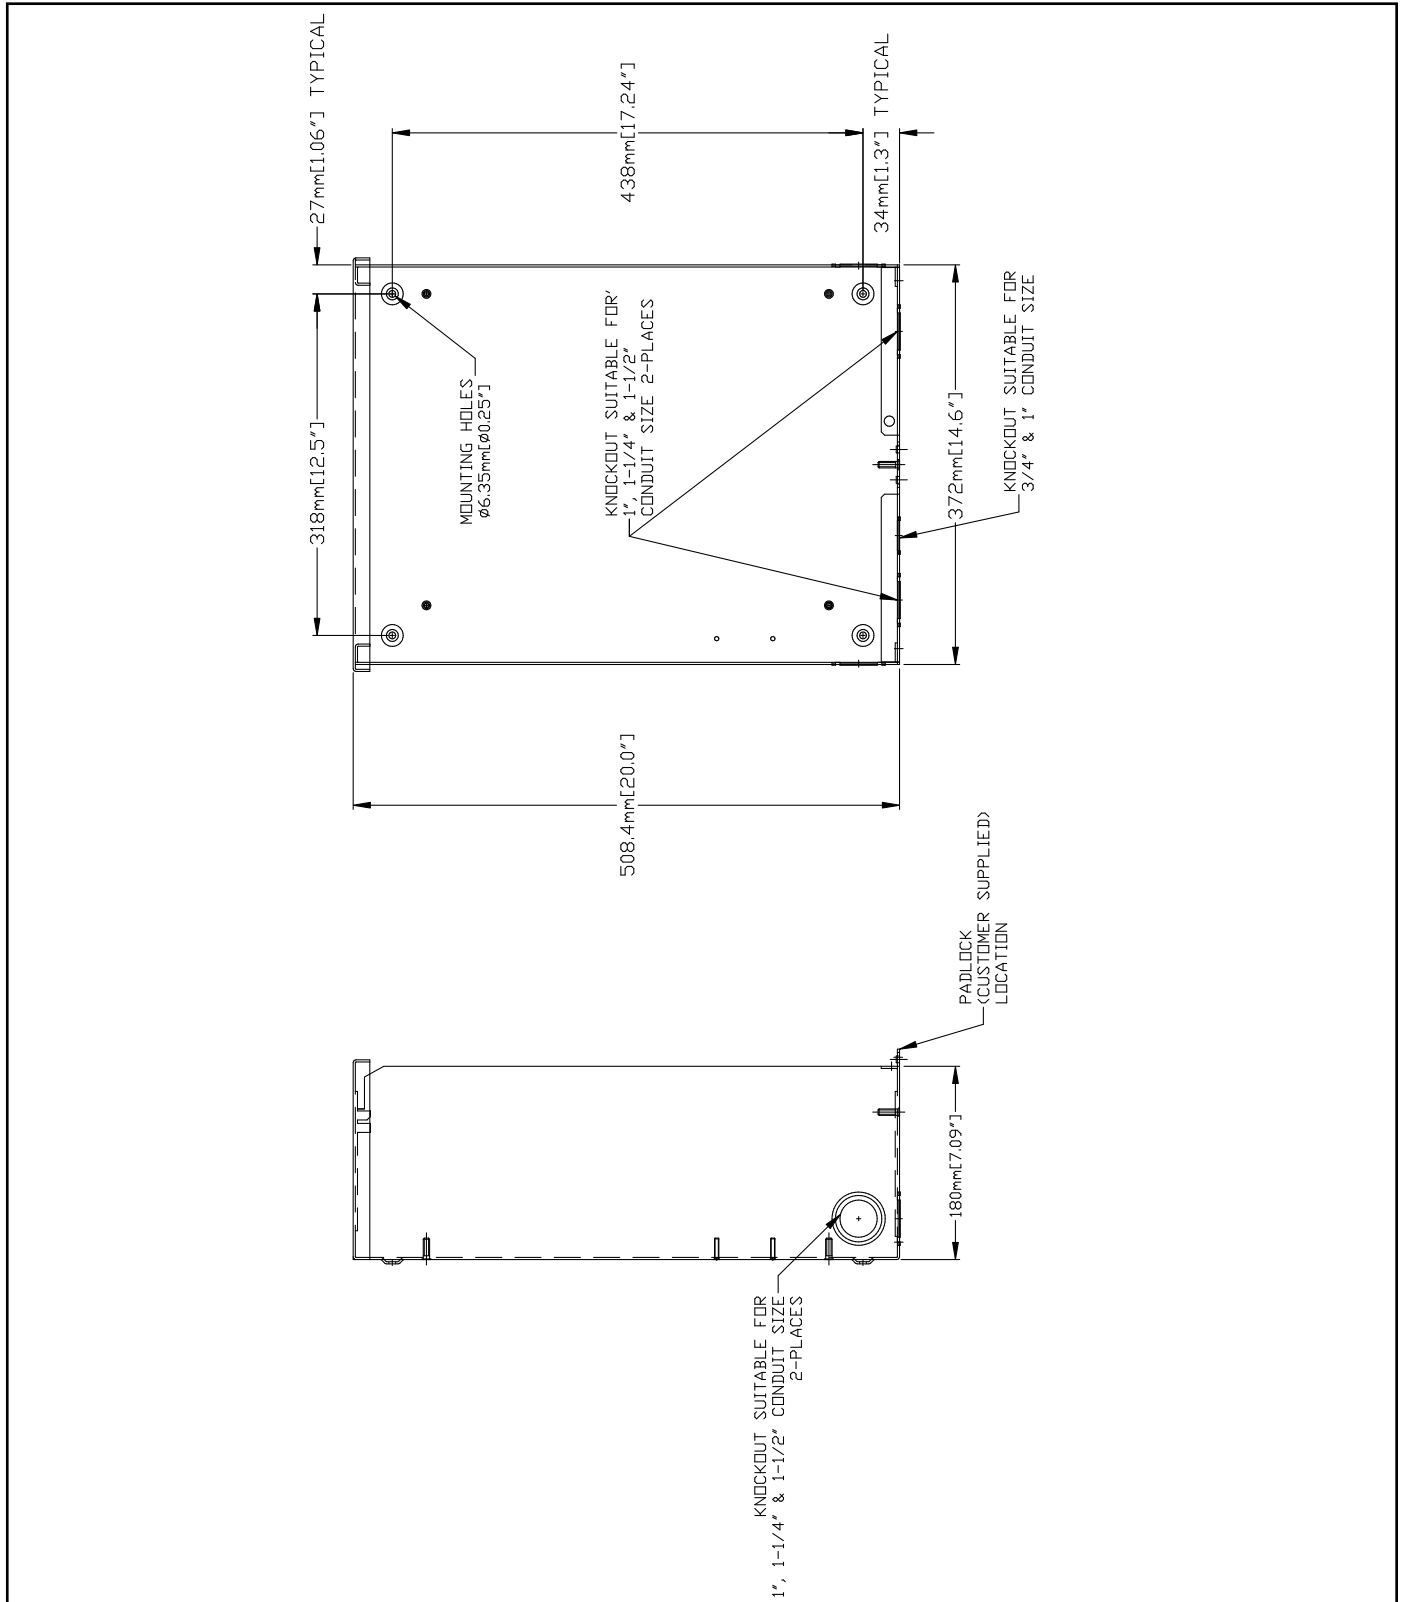 27mm[1.06"] TYPICAL
318mm[12.5"]
MOUNTING HOLES
ø6.35mm[ø0.25"]
438mm[17.24"]
34mm[1.3"] TYPICAL
KNOCKOUT SUITABLE FOR'
1", 1-1/4" & 1-1/2"
CONDUIT SIZE 2-PLACES
372mm[14.6"]
KNOCKOUT SUITABLE FOR
3/4" & 1" CONDUIT SIZE
508.4mm[20.0"]
PADLOCK
(CUSTOMER SUPPLIED)
LOCATION
180mm[7.09"]
KNOCKOUT SUITABLE FOR
1", 1-1/4" & 1-1/2" CONDUIT SIZE
2-PLACES